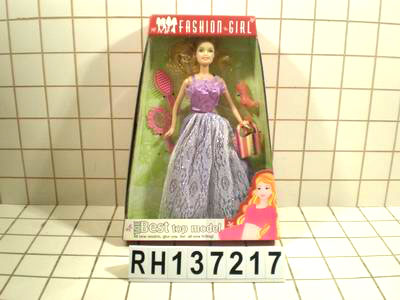 FASHION GIRL
Best top model
RH137217